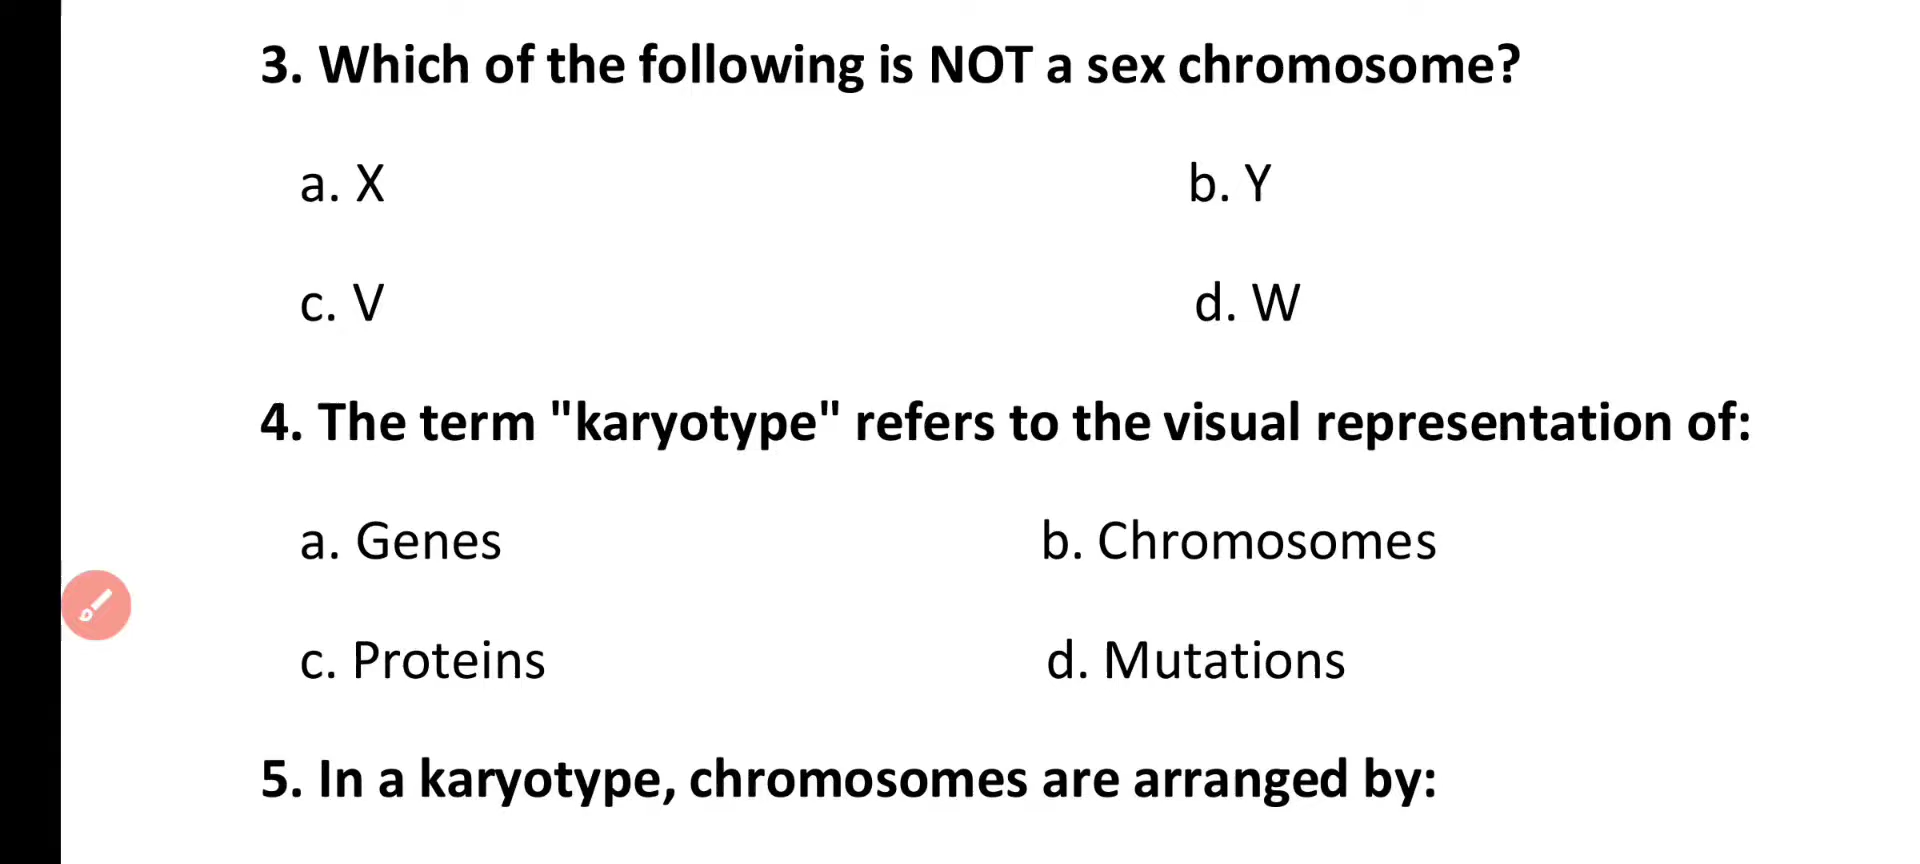 3. Which of the following is NOT a sex chromosome?
a. X b. Y
c. V d. W
4. The term "karyotype" refers to the visual representation of:
a. Genes b. Chromosomes
c. Proteins d. Mutations
5. In a karyotype, chromosomes are arranged by: